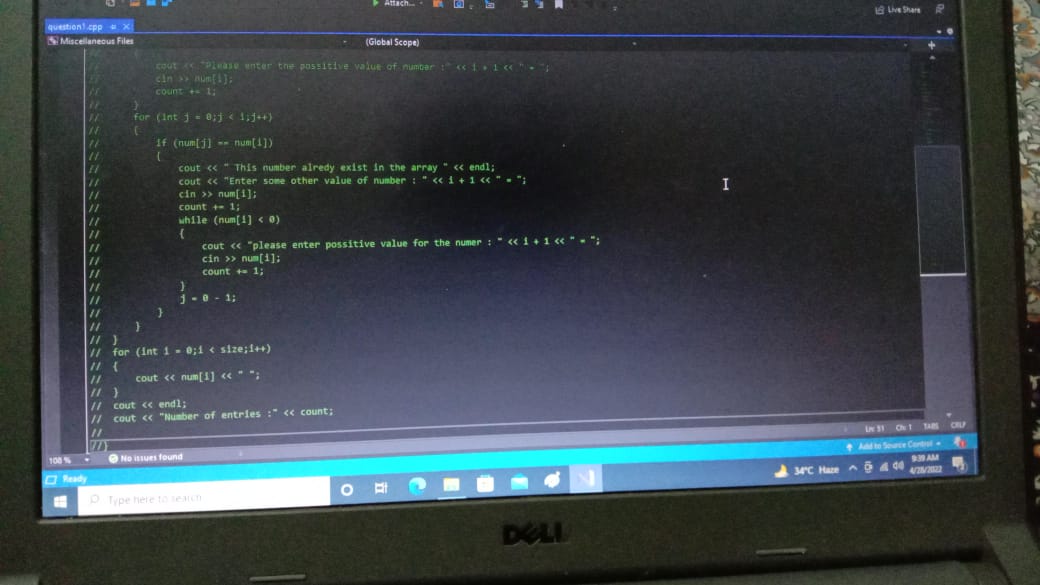 Attach...
Live Share
question1.cpp
Miscellaneous Files
(Global Scope)
// cout << "Please enter the possitive value of number :" << i + 1 << " = ";
// cin >> num[i];
// count += 1;
// }
// for (int j = 0;j < i;j++)
// {
// if (num[j] == num[i])
// {
// cout << " This number alredy exist in the array " << endl;
// cout << "Enter some other value of number : " << i + 1 << " = ";
// cin >> num[i];
// count += 1;
// while (num[i] < 0)
// {
// cout << "please enter possitive value for the numer : " << i + 1 << " = ";
// cin >> num[i];
// count += 1;
// }
// j = 0 - 1;
// }
// }
// }
// for (int i = 0;i < size;i++)
// {
// cout << num[i] << " ";
// }
// cout << endl;
// cout << "Number of entries :" << count;
//
//}
Ln: 51 Ch: 1 TABS CRLF
108 % No issues found
Ready
Add to Source Control
Type here to search
34°C Haze
9:39 AM
4/28/2022
DELL